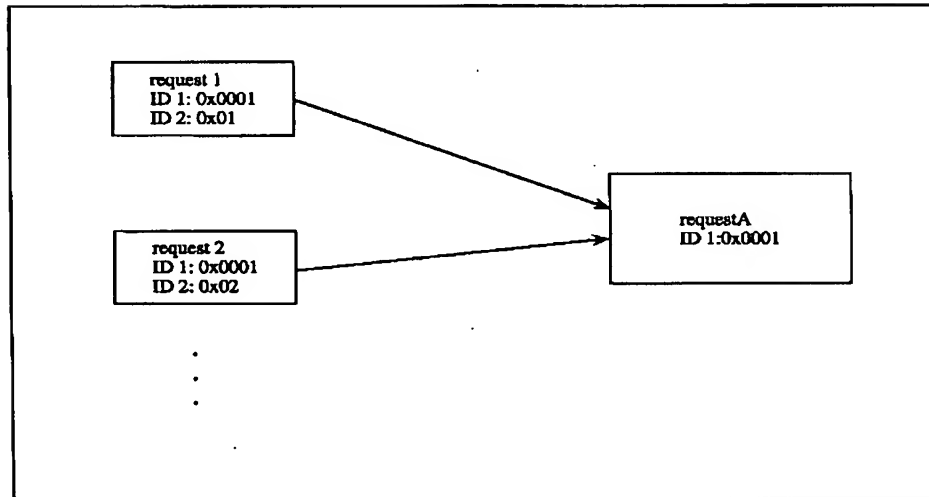 request 1
ID 1: 0x0001
ID 2: 0x01
requestA
ID 1:0x0001
request 2
ID 1: 0x0001
ID 2: 0x02